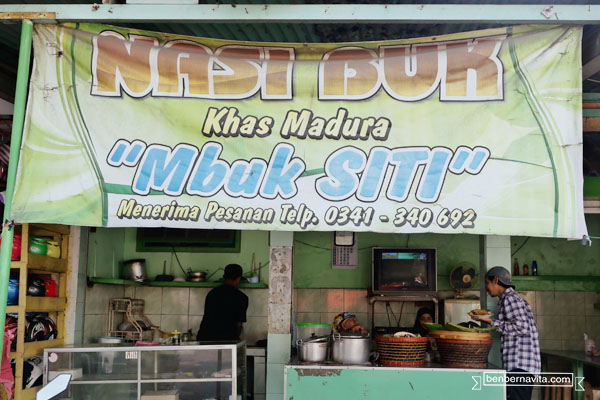 NASI BUK
Khas Madura
"Mbuk SITI"
Menerima Pesanan Telp. 0341 - 340 692
benbernavita.com